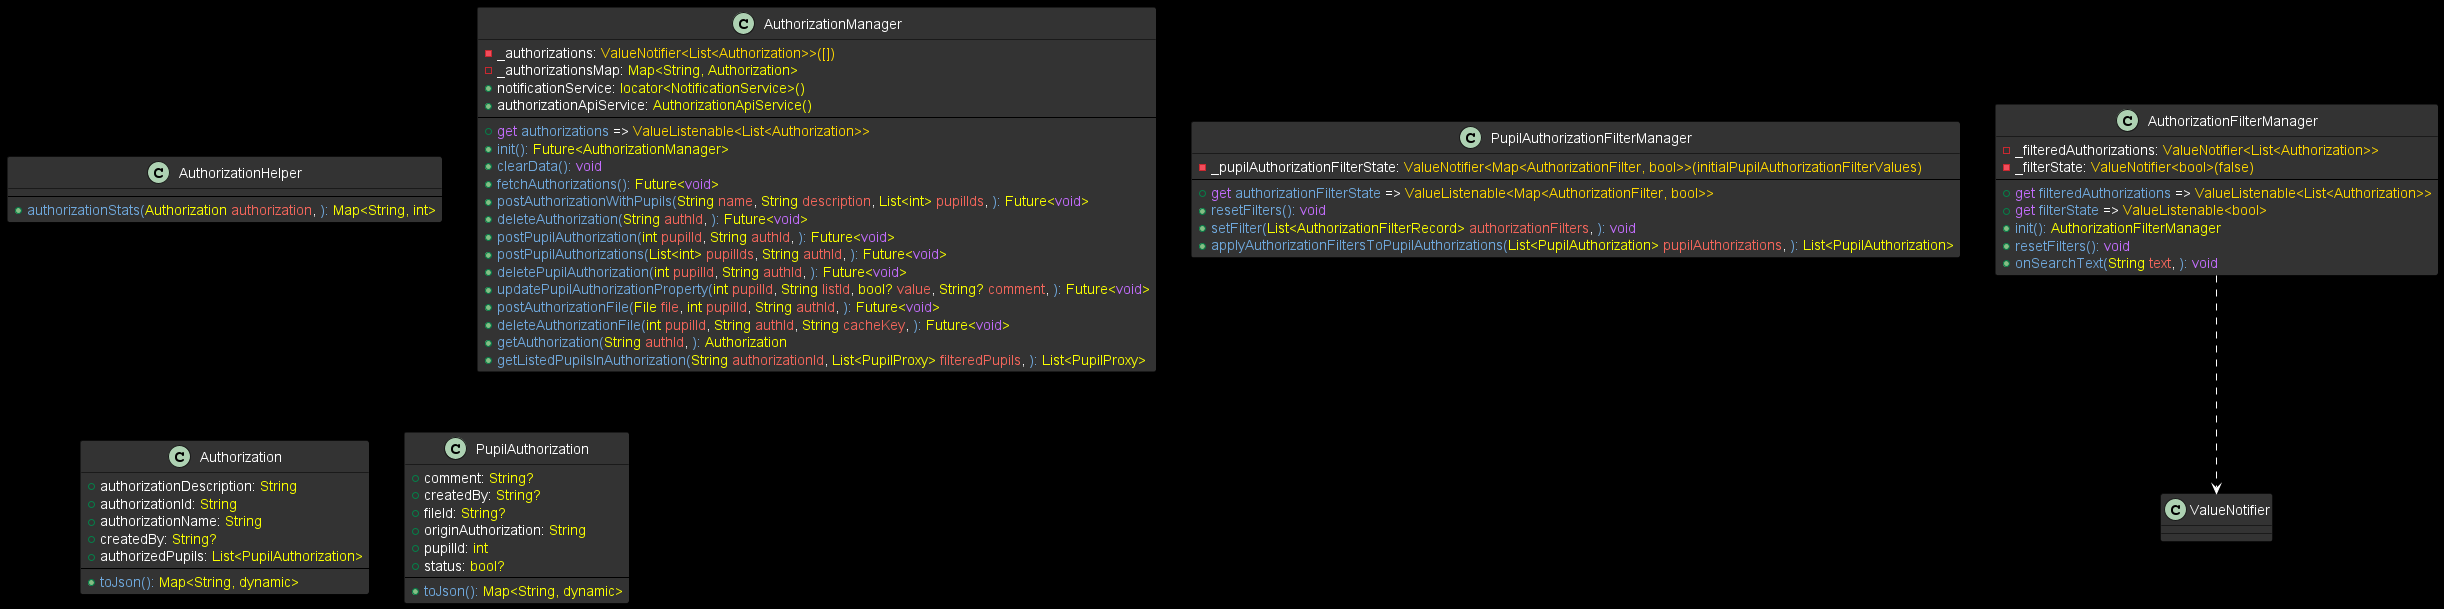 C AuthorizationHelper
authorizationStats(Authorization authorization, ): Map<String, int>
C AuthorizationManager
_authorizations: ValueNotifier<List<Authorization>>([])
_authorizationsMap: Map<String, Authorization>
notificationService: locator<NotificationService>()
authorizationApiService: AuthorizationApiService()
get authorizations => ValueListenable<List<Authorization>>
init(): Future<AuthorizationManager>
clearData(): void
fetchAuthorizations(): Future<void>
postAuthorizationWithPupils(String name, String description, List<int> pupilIds, ): Future<void>
deleteAuthorization(String authId, ): Future<void>
postPupilAuthorization(int pupilId, String authId, ): Future<void>
postPupilAuthorizations(List<int> pupilIds, String authId, ): Future<void>
deletePupilAuthorization(int pupilId, String authId, ): Future<void>
updatePupilAuthorizationProperty(int pupilId, String listId, bool? value, String? comment, ): Future<void>
postAuthorizationFile(File file, int pupilId, String authId, ): Future<void>
deleteAuthorizationFile(int pupilId, String authId, String cacheKey, ): Future<void>
getAuthorization(String authId, ): Authorization
getListedPupilsInAuthorization(String authorizationId, List<PupilProxy> filteredPupils, ): List<PupilProxy>
C PupilAuthorizationFilterManager
_pupilAuthorizationFilterState: ValueNotifier<Map<AuthorizationFilter, bool>>(initialPupilAuthorizationFilterValues)
get authorizationFilterState => ValueListenable<Map<AuthorizationFilter, bool>>
resetFilters(): void
setFilter(List<AuthorizationFilterRecord> authorizationFilters, ): void
applyAuthorizationFiltersToPupilAuthorizations(List<PupilAuthorization> pupilAuthorizations, ): List<PupilAuthorization>
C AuthorizationFilterManager
_filteredAuthorizations: ValueNotifier<List<Authorization>>
_filterState: ValueNotifier<bool>(false)
get filteredAuthorizations => ValueListenable<List<Authorization>>
get filterState => ValueListenable<bool>
init(): AuthorizationFilterManager
resetFilters(): void
onSearchText(String text, ): void
C Authorization
authorizationDescription: String
authorizationId: String
authorizationName: String
createdBy: String?
authorizedPupils: List<PupilAuthorization>
toJson(): Map<String, dynamic>
C PupilAuthorization
comment: String?
createdBy: String?
fileId: String?
originAuthorization: String
pupilId: int
status: bool?
toJson(): Map<String, dynamic>
C ValueNotifier